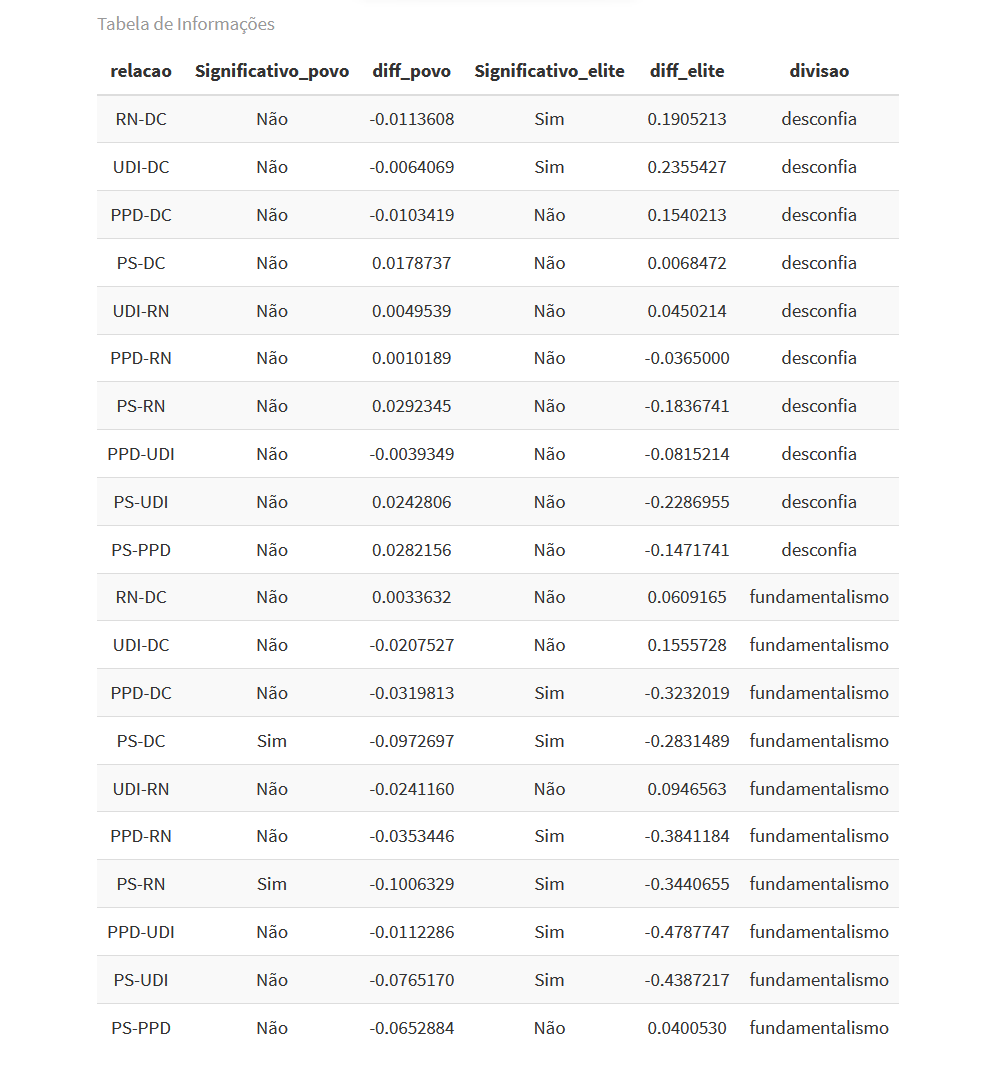 Tabela de Informações
relacao Significativo_povo diff_povo Significativo_elite diff_elite divisao
RN-DC Não -0.0113608 Sim 0.1905213 desconfia
UDI-DC Não -0.0064069 Sim 0.2355427 desconfia
PPD-DC Não -0.0103419 Não 0.1540213 desconfia
PS-DC Não 0.0178737 Não 0.0068472 desconfia
UDI-RN Não 0.0049539 Não 0.0450214 desconfia
PPD-RN Não 0.0010189 Não -0.0365000 desconfia
PS-RN Não 0.0292345 Não -0.1836741 desconfia
PPD-UDI Não -0.0039349 Não -0.0815214 desconfia
PS-UDI Não 0.0242806 Não -0.2286955 desconfia
PS-PPD Não 0.0282156 Não -0.1471741 desconfia
RN-DC Não 0.0033632 Não 0.0609165 fundamentalismo
UDI-DC Não -0.0207527 Não 0.1555728 fundamentalismo
PPD-DC Não -0.0319813 Sim -0.3232019 fundamentalismo
PS-DC Sim -0.0972697 Sim -0.2831489 fundamentalismo
UDI-RN Não -0.0241160 Não 0.0946563 fundamentalismo
PPD-RN Não -0.0353446 Sim -0.3841184 fundamentalismo
PS-RN Sim -0.1006329 Sim -0.3440655 fundamentalismo
PPD-UDI Não -0.0112286 Sim -0.4787747 fundamentalismo
PS-UDI Não -0.0765170 Sim -0.4387217 fundamentalismo
PS-PPD Não -0.0652884 Não 0.0400530 fundamentalismo